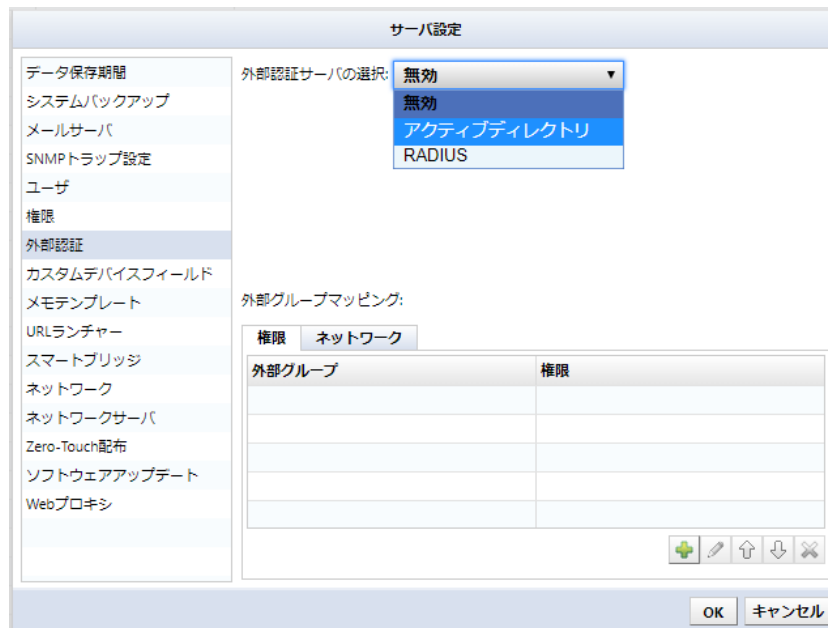 サーバ設定
データ保存期間
システムバックアップ
メールサーバ
SNMPトラップ設定
ユーザ
権限
外部認証
カスタムデバイスフィールド
メモテンプレート
URLランチャー
スマートブリッジ
ネットワーク
ネットワークサーバ
Zero-Touch配布
ソフトウェアアップデート
Webプロキシ
外部認証サーバの選択: 無効
無効
アクティブディレクトリ
RADIUS
外部グループマッピング:
権限 ネットワーク
外部グループ 権限
OK キャンセル